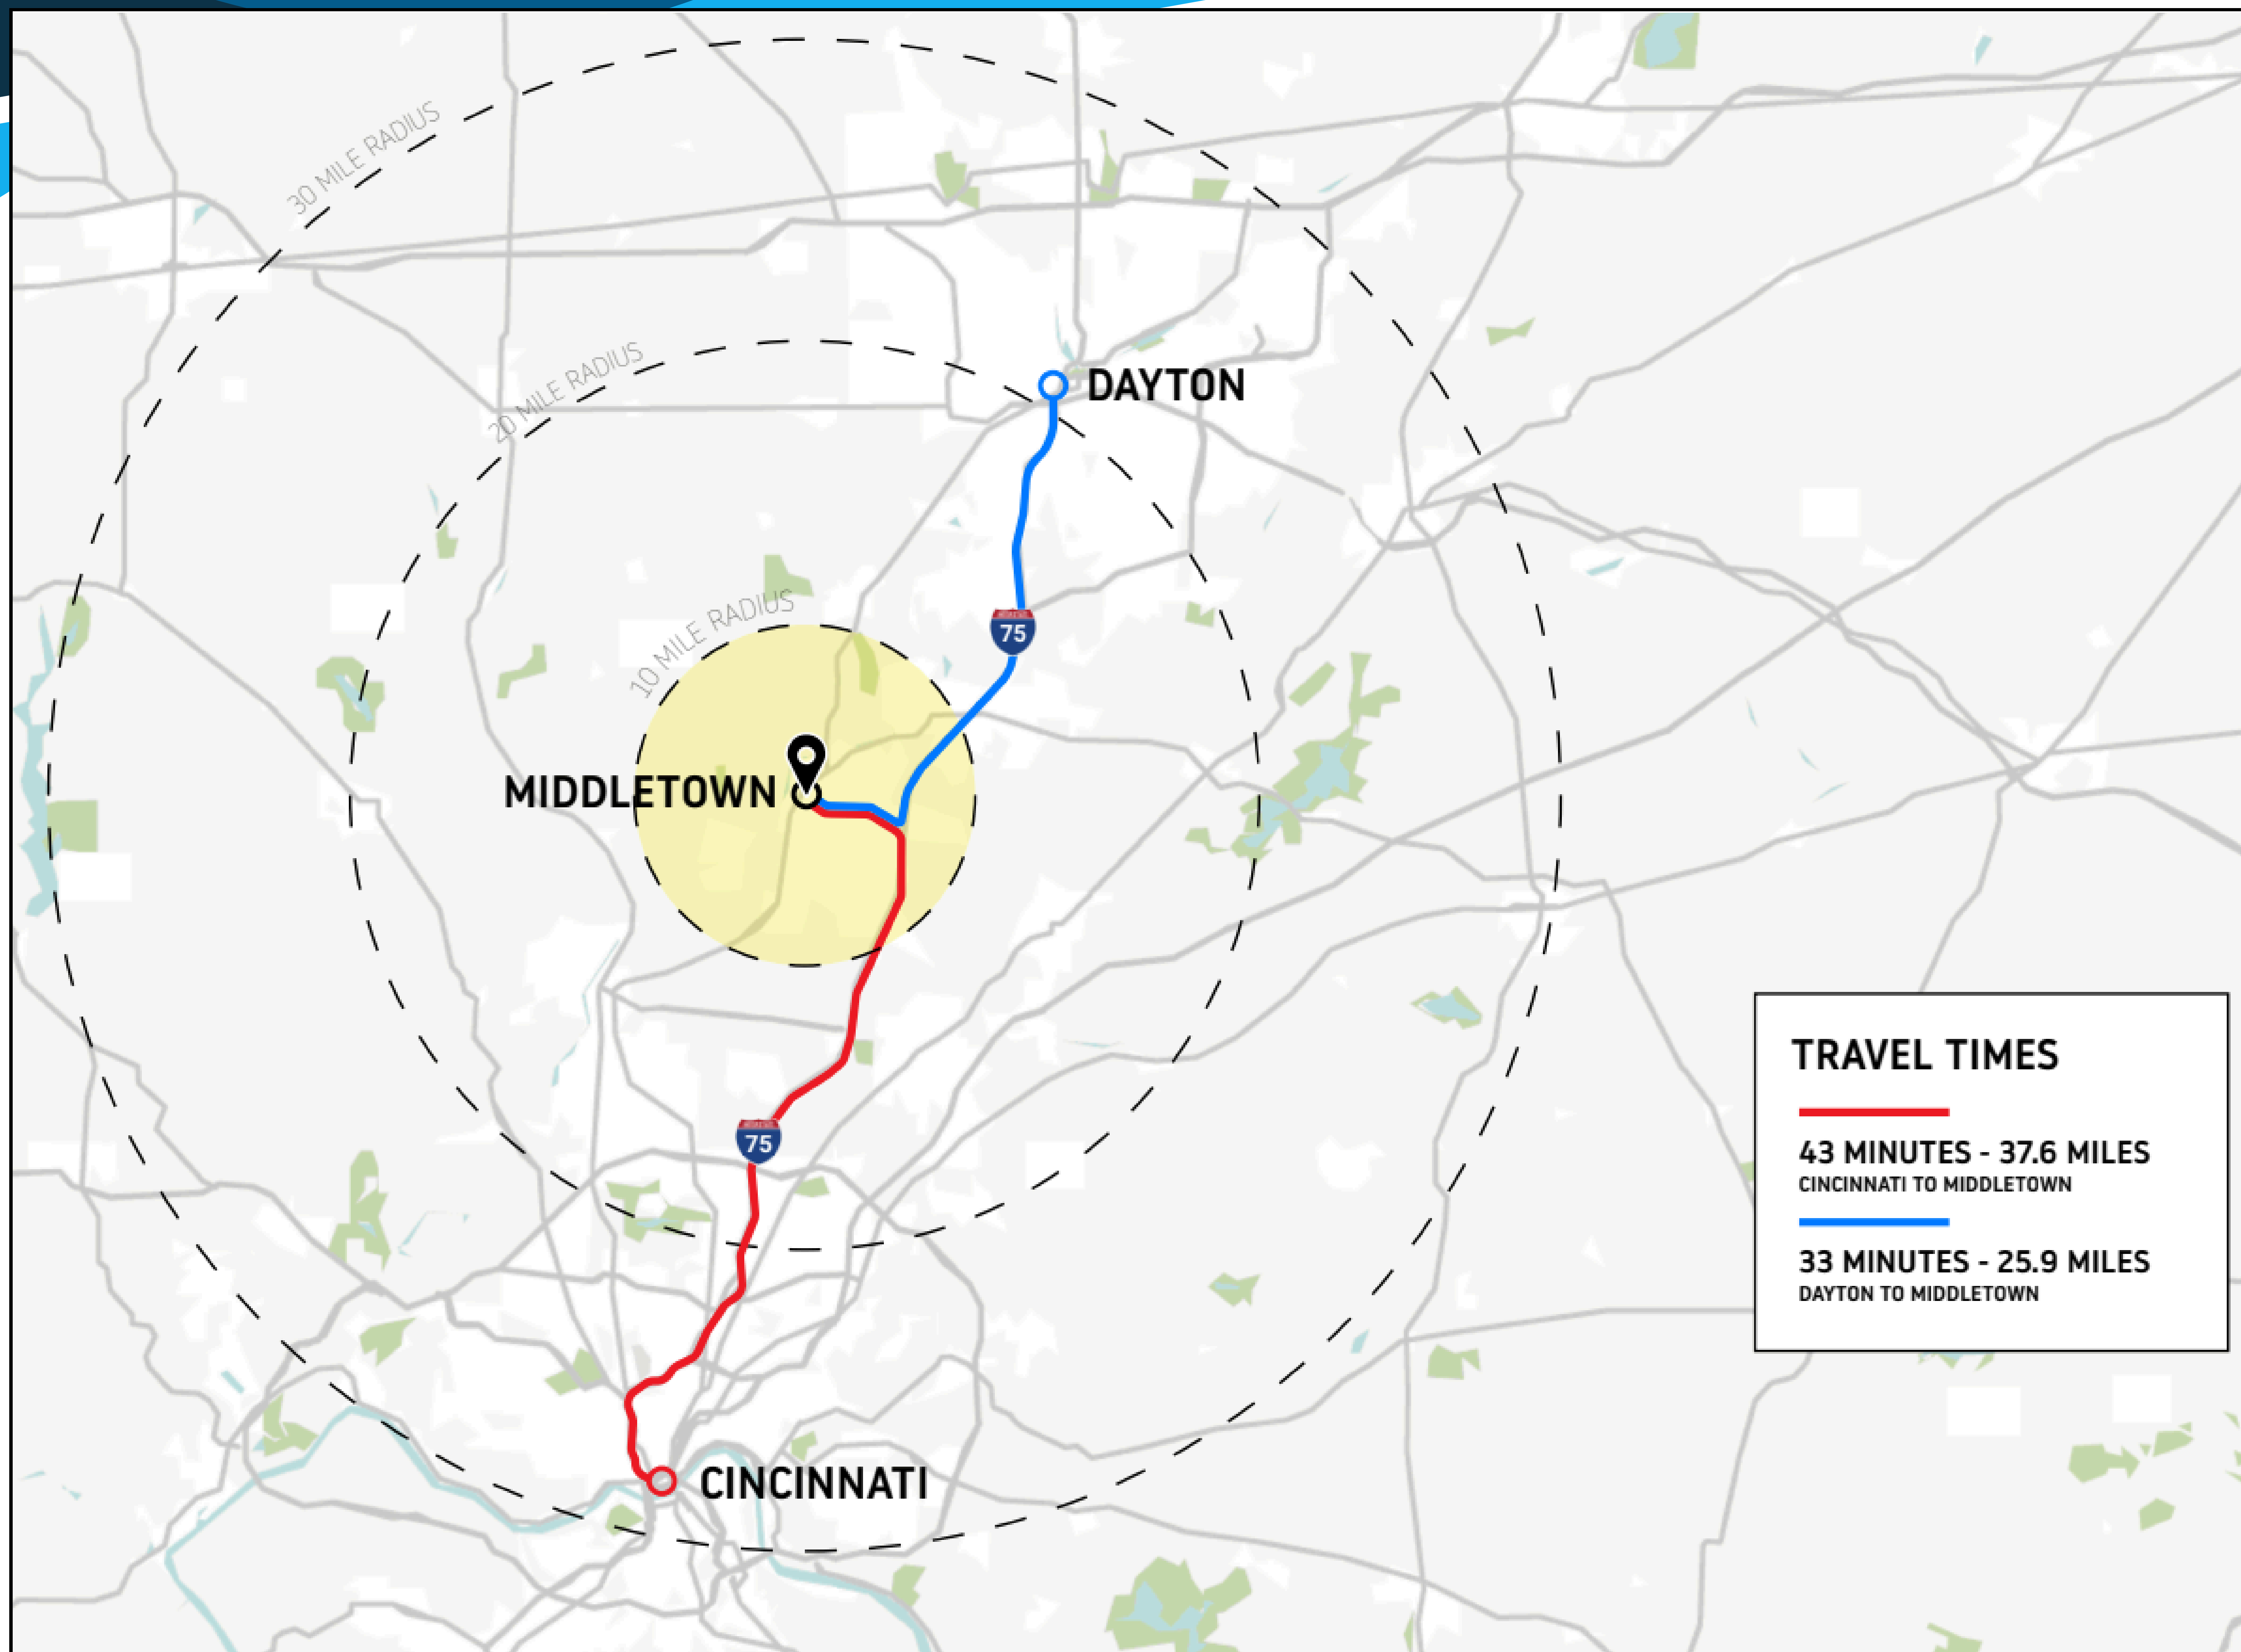 30 MILE RADIUS
20 MILE RADIUS
DAYTON
10 MILE RADIUS
75
MIDDLETOWN
TRAVEL TIMES
75
43 MINUTES - 37.6 MILES
CINCINNATI TO MIDDLETOWN
33 MINUTES - 25.9 MILES
DAYTON TO MIDDLETOWN
CINCINNATI